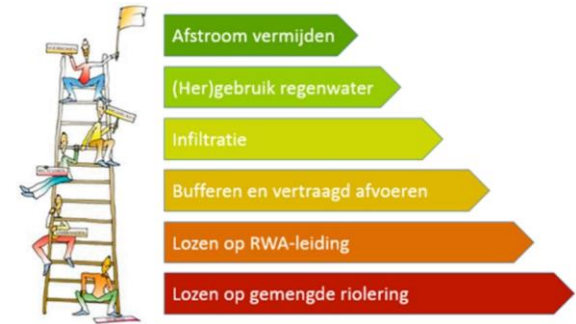 Afstroom vermijden
(Her)gebruik regenwater
Infiltratie
Bufferen en vertraagd afvoeren
Lozen op RWA-leiding
Lozen op gemengde riolering